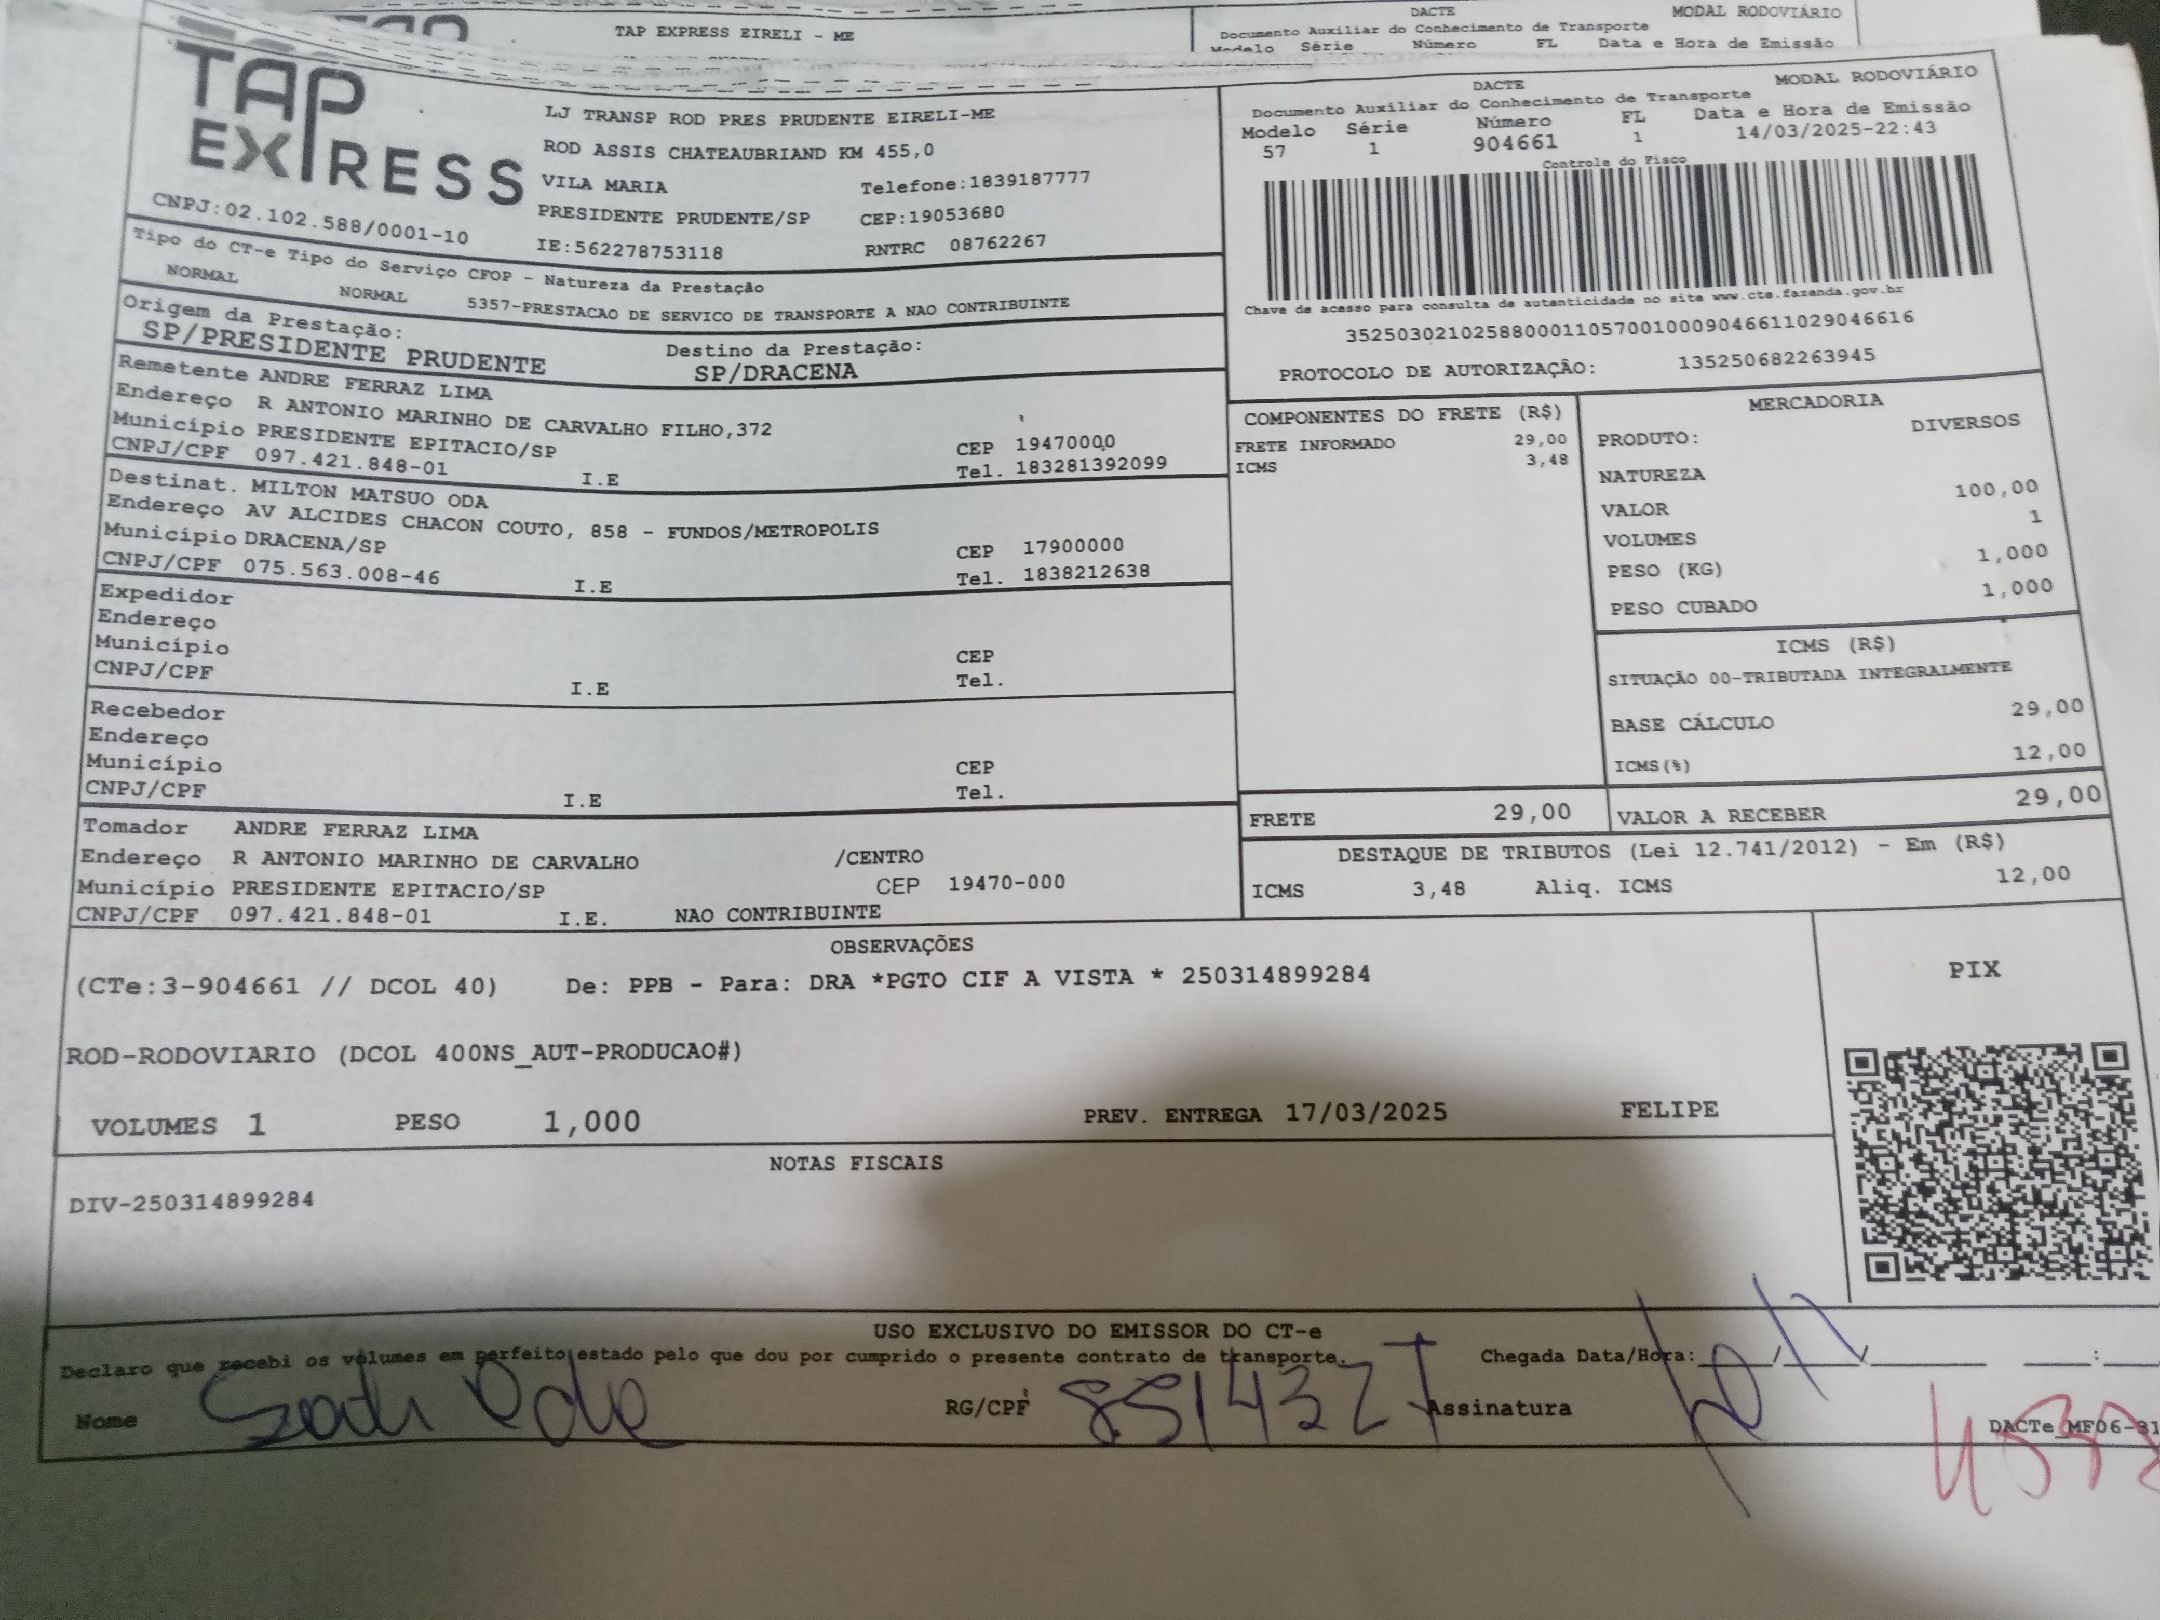 TAP EXPRESS EIRELI - ME
DACTE
MODAL RODOVIÁRIO
Documento Auxiliar do Conhecimento de Transporte
Modelo Série Número FL Data e Hora de Emissão
TAP
EXPRESS
CNPJ:02.102.588/0001-10
LJ TRANSP ROD PRES PRUDENTE EIRELI-ME
ROD ASSIS CHATEAUBRIAND KM 455,0
VILA MARIA Telefone:1839187777
PRESIDENTE PRUDENTE/SP CEP:19053680
IE:562278753118 RNTRC 08762267
DACTE MODAL RODOVIÁRIO
Documento Auxiliar do Conhecimento de Transporte
Modelo Série Número FL Data e Hora de Emissão
57 1 904661 1 14/03/2025-22:43
Controle do Fisco
Chave de acesso para consulta de autenticidade no site www.cte.fazenda.gov.br
35250302102588000110570010009046611029046616
PROTOCOLO DE AUTORIZAÇÃO: 135250682263945
Tipo do CT-e Tipo do Serviço CFOP - Natureza da Prestação
NORMAL NORMAL 5357-PRESTACAO DE SERVICO DE TRANSPORTE A NAO CONTRIBUINTE
Origem da Prestação: Destino da Prestação:
SP/PRESIDENTE PRUDENTE SP/DRACENA
Remetente ANDRE FERRAZ LIMA
Endereço R ANTONIO MARINHO DE CARVALHO FILHO,372
Município PRESIDENTE EPITACIO/SP CEP 19470000
CNPJ/CPF 097.421.848-01 I.E Tel. 183281392099
Destinat. MILTON MATSUO ODA
Endereço AV ALCIDES CHACON COUTO, 858 - FUNDOS/METROPOLIS
Município DRACENA/SP CEP 17900000
CNPJ/CPF 075.563.008-46 I.E Tel. 1838212638
Expedidor
Endereço
Município CEP
CNPJ/CPF I.E Tel.
Recebedor
Endereço
Município CEP
CNPJ/CPF I.E Tel.
Tomador ANDRE FERRAZ LIMA
Endereço R ANTONIO MARINHO DE CARVALHO /CENTRO
Município PRESIDENTE EPITACIO/SP CEP 19470-000
CNPJ/CPF 097.421.848-01 I.E. NAO CONTRIBUINTE
COMPONENTES DO FRETE (R$)
FRETE INFORMADO 29,00
ICMS 3,48
MERCADORIA
PRODUTO: DIVERSOS
NATUREZA
VALOR 100,00
VOLUMES 1
PESO (KG) 1,000
PESO CUBADO 1,000
ICMS (R$)
SITUAÇÃO 00-TRIBUTADA INTEGRALMENTE
BASE CÁLCULO 29,00
ICMS(%) 12,00
FRETE 29,00 VALOR A RECEBER 29,00
DESTAQUE DE TRIBUTOS (Lei 12.741/2012) - Em (R$)
ICMS 3,48 Aliq. ICMS 12,00
OBSERVAÇÕES
(CTe:3-904661 // DCOL 40) De: PPB - Para: DRA *PGTO CIF A VISTA * 250314899284
ROD-RODOVIARIO (DCOL 400NS_AUT-PRODUCAO#)
VOLUMES 1 PESO 1,000 PREV. ENTREGA 17/03/2025 FELIPE
PIX
NOTAS FISCAIS
DIV-250314899284
USO EXCLUSIVO DO EMISSOR DO CT-e
Declaro que recebi os volumes em perfeito estado pelo que dou por cumprido o presente contrato de transporte. Chegada Data/Hora:____/____/____ ____:____
Nome RG/CPF 8514327 Assinatura
DACTe_MF06-31